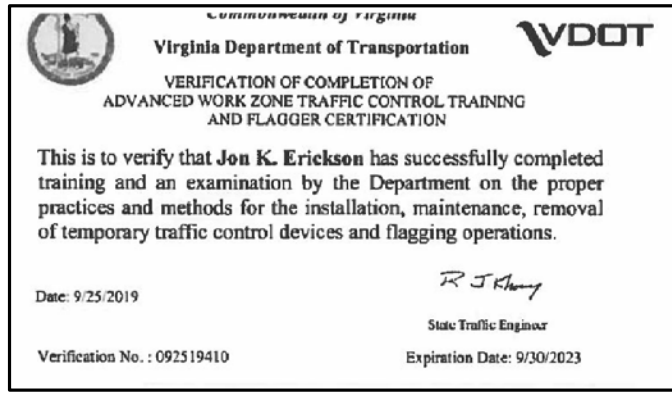 Commonwealth of Virginia
VDOT
Virginia Department of Transportation
VERIFICATION OF COMPLETION OF
ADVANCED WORK ZONE TRAFFIC CONTROL TRAINING
AND FLAGGER CERTIFICATION
This is to verify that Jon K. Erickson has successfully completed
training and an examination by the Department on the proper
practices and methods for the installation, maintenance, removal
of temporary traffic control devices and flagging operations.
Date: 9/25/2019
R J Khoury
State Traffic Engineer
Verification No. : 092519410
Expiration Date: 9/30/2023